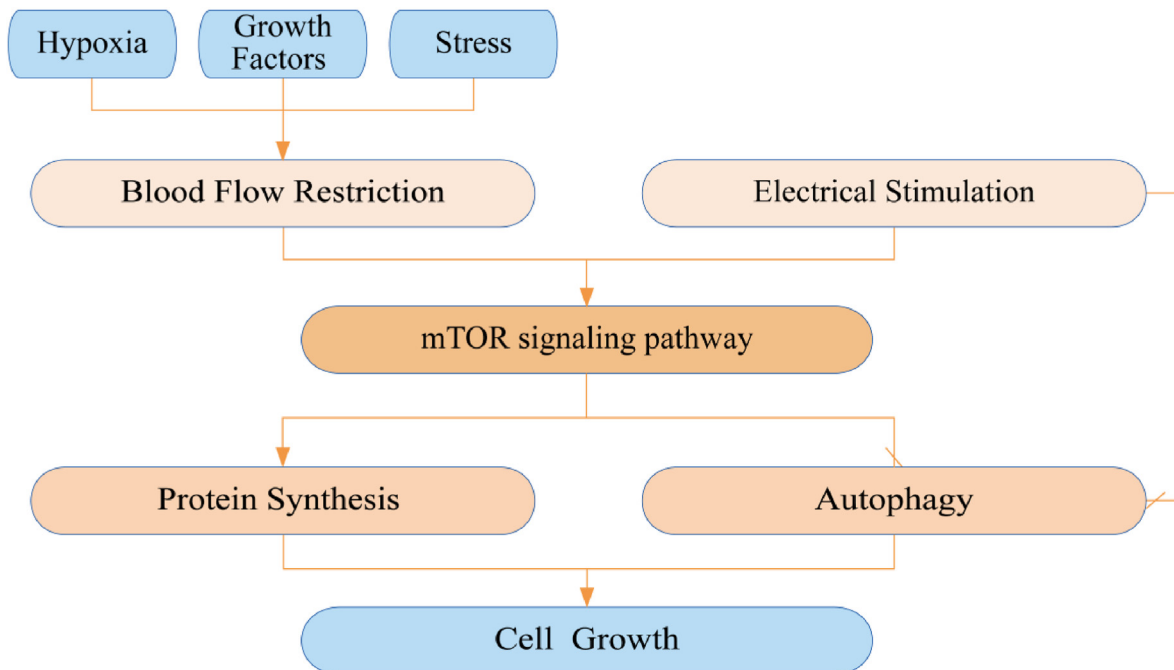 Hypoxia
Growth
Factors
Stress
Blood Flow Restriction
Electrical Stimulation
mTOR signaling pathway
Protein Synthesis
Autophagy
Cell Growth